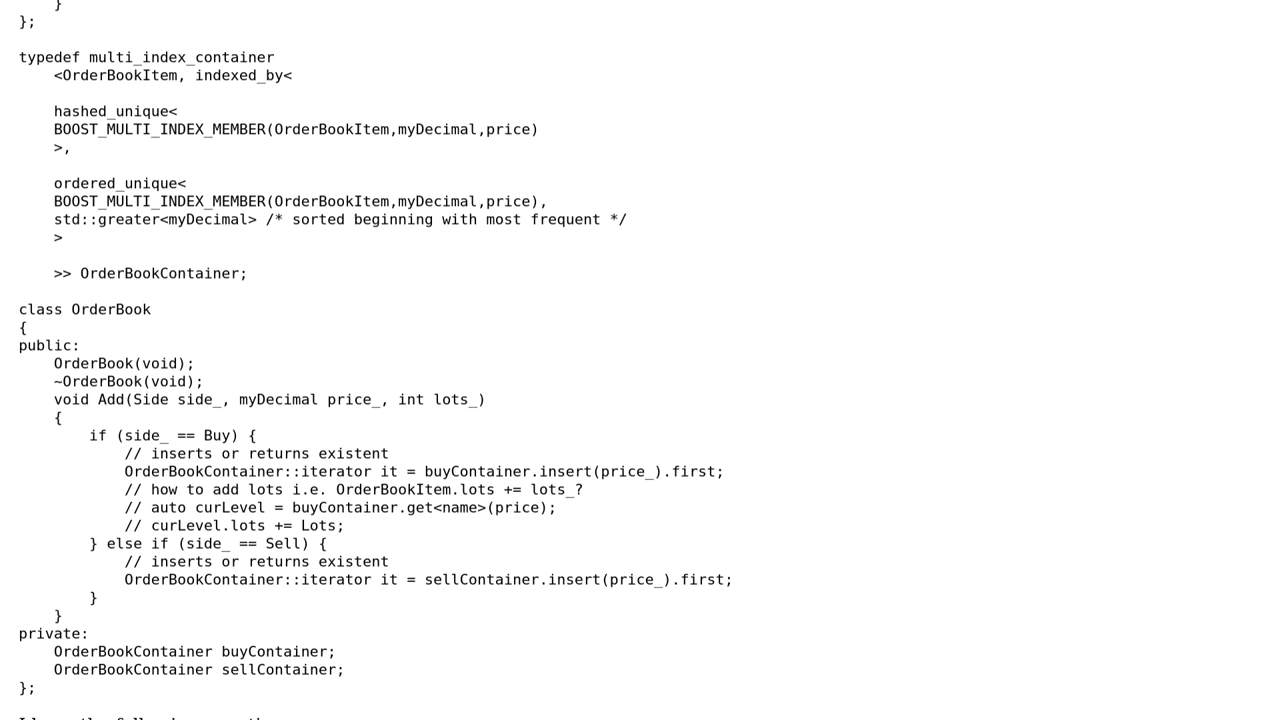 }
};

typedef multi_index_container
    <OrderBookItem, indexed_by<

    hashed_unique<
    BOOST_MULTI_INDEX_MEMBER(OrderBookItem,myDecimal,price)
    >,

    ordered_unique<
    BOOST_MULTI_INDEX_MEMBER(OrderBookItem,myDecimal,price),
    std::greater<myDecimal> /* sorted beginning with most frequent */
    >

    >> OrderBookContainer;

class OrderBook
{
public:
    OrderBook(void);
    ~OrderBook(void);
    void Add(Side side_, myDecimal price_, int lots_)
    {
        if (side_ == Buy) {
            // inserts or returns existent
            OrderBookContainer::iterator it = buyContainer.insert(price_).first;
            // how to add lots i.e. OrderBookItem.lots += lots_?
            // auto curLevel = buyContainer.get<name>(price);
            // curLevel.lots += Lots;
        } else if (side_ == Sell) {
            // inserts or returns existent
            OrderBookContainer::iterator it = sellContainer.insert(price_).first;
        }
    }
private:
    OrderBookContainer buyContainer;
    OrderBookContainer sellContainer;
};